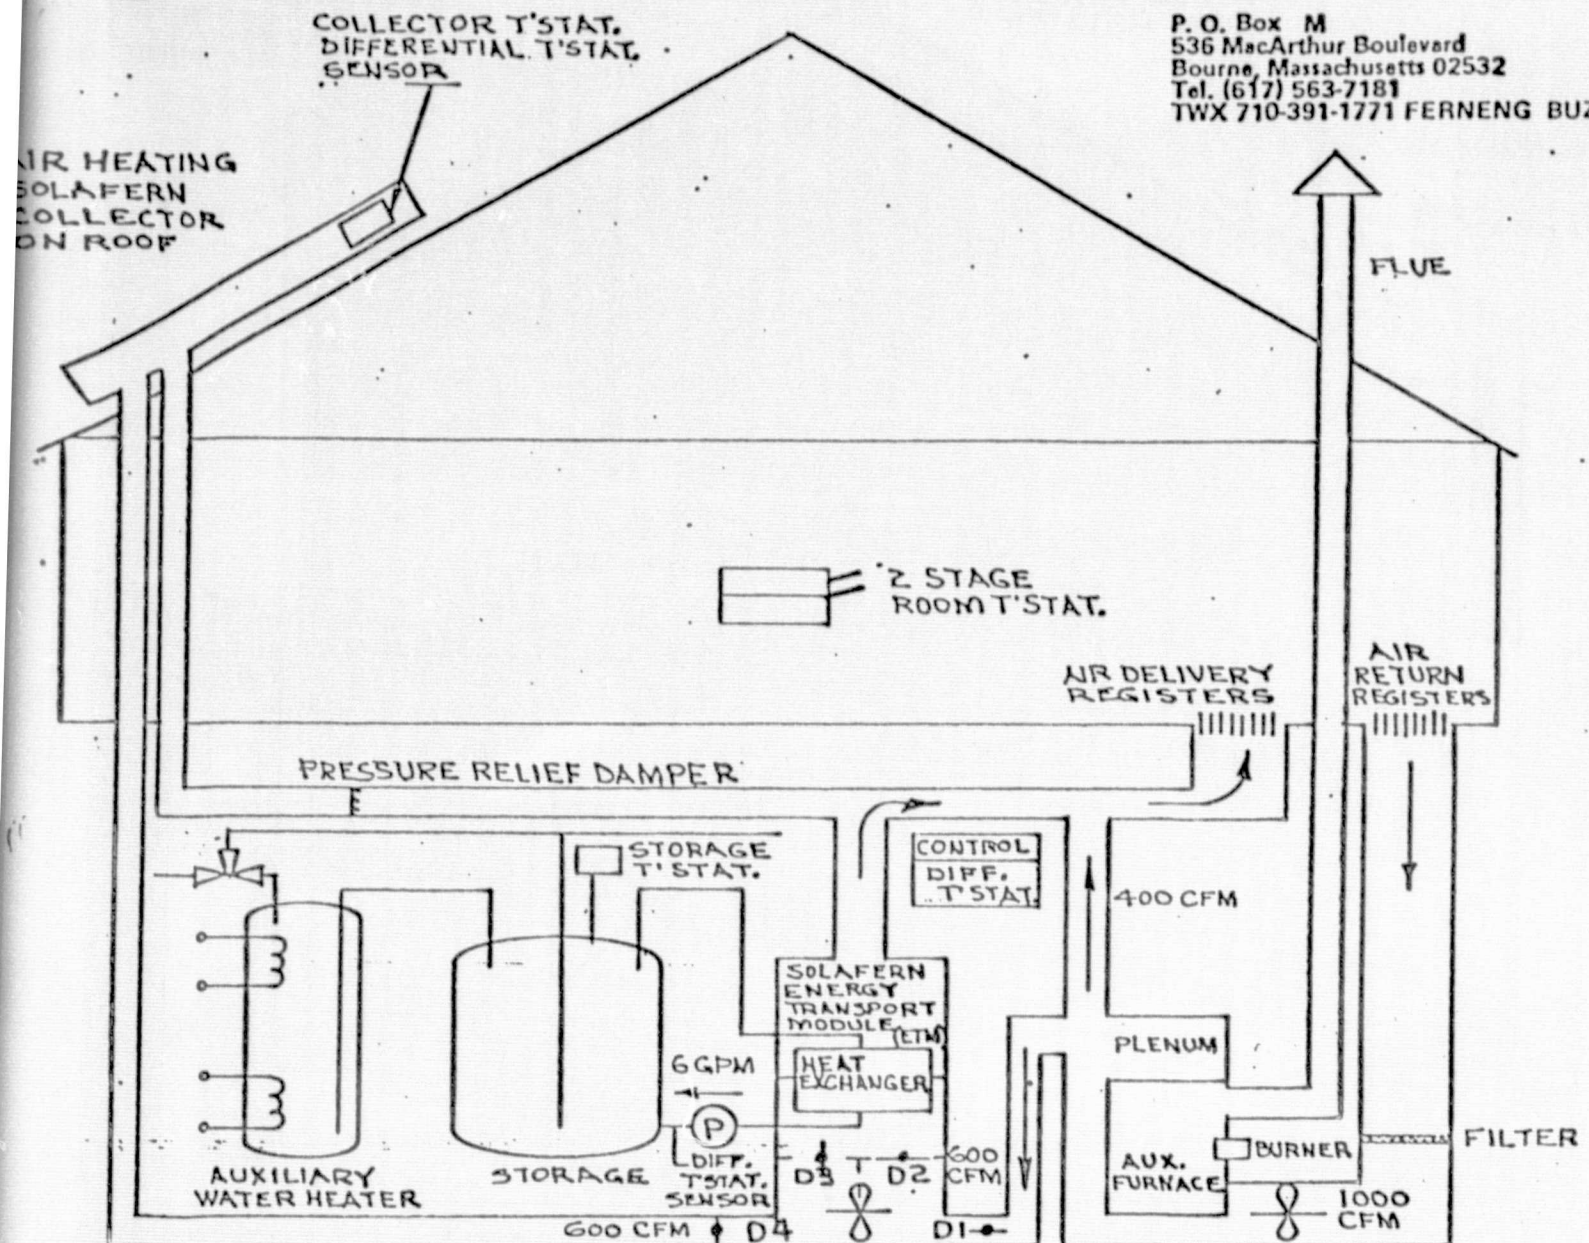 COLLECTOR T'STAT.
DIFFERENTIAL T'STAT.
SENSOR
P. O. Box M
536 MacArthur Boulevard
Bourne, Massachusetts 02532
Tel. (617) 563-7181
TWX 710-391-1771 FERNENG BUZ
AIR HEATING
SOLAFERN
COLLECTOR
ON ROOF
FLUE
2 STAGE
ROOM T'STAT.
AIR DELIVERY
REGISTERS
AIR
RETURN
REGISTERS
PRESSURE RELIEF DAMPER
STORAGE
T'STAT.
CONTROL
DIFF.
T'STAT.
400 CFM
SOLAFERN
ENERGY
TRANSPORT
MODULE
(ETM)
HEAT
EXCHANGER
PLENUM
6 GPM
P
DIFF.
T'STAT.
SENSOR
D3
D2
600
CFM
AUX.
FURNACE
BURNER
FILTER
AUXILIARY
WATER HEATER
STORAGE
1000
CFM
600 CFM
D4
D1